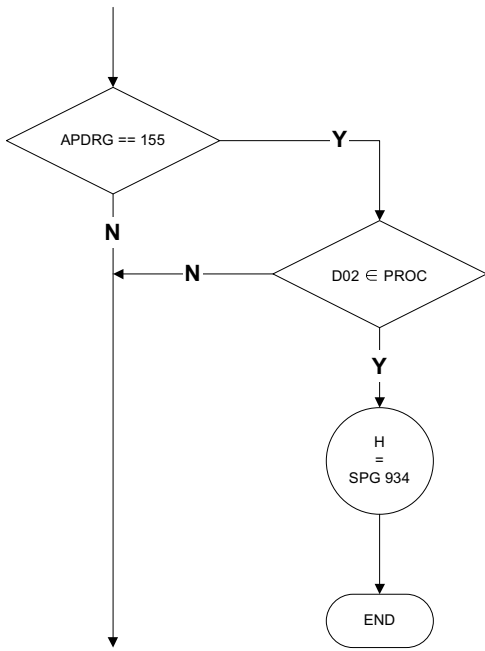 APDRG == 155
Y
N
N
D02 ∈ PROC
Y
H
=
SPG 934
END